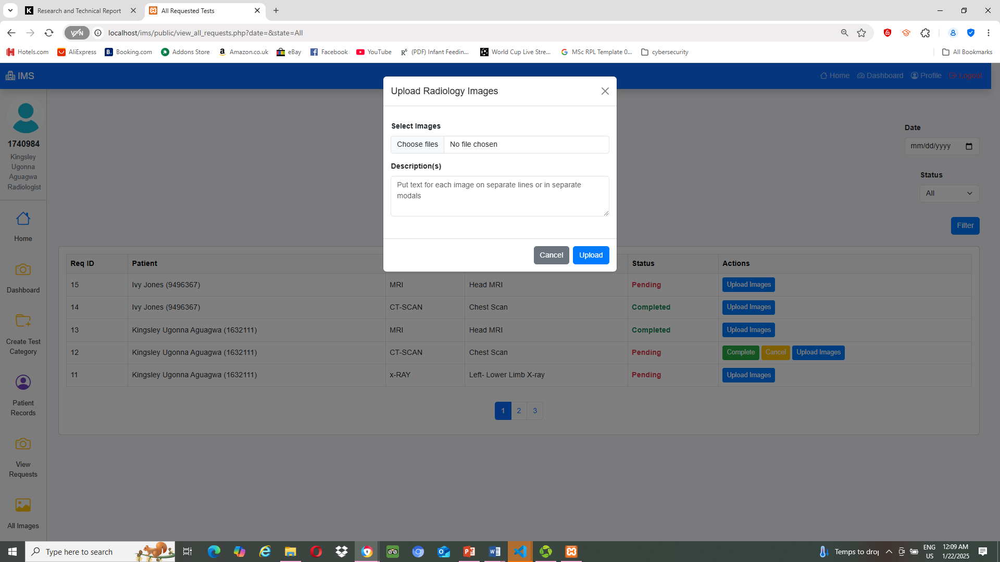 Research and Technical Report
All Requested Tests
VPN
localhost/ims/public/view_all_requests.php?date=&state=All
Hotels.com
AliExpress
Booking.com
Addons Store
Amazon.co.uk
eBay
Facebook
YouTube
(PDF) Infant Feedin...
World Cup Live Stre...
MSc RPL Template 0...
cybersecurity
All Bookmarks
IMS
Home
Dashboard
Profile
Logout
1740984
Kingsley
Ugonna
Aguagwa
Radiologist
Home
Dashboard
Create Test
Category
Patient
Records
View
Requests
All Images
Upload Radiology Images
Select Images
Choose files No file chosen
Description(s)
Put text for each image on separate lines or in separate
modals
Cancel Upload
Date
mm/dd/yyyy
Status
All
Filter
Req ID Patient Status Actions
15 Ivy Jones (9496367) MRI Head MRI Pending Upload Images
14 Ivy Jones (9496367) CT-SCAN Chest Scan Completed Upload Images
13 Kingsley Ugonna Aguagwa (1632111) MRI Head MRI Completed Upload Images
12 Kingsley Ugonna Aguagwa (1632111) CT-SCAN Chest Scan Pending Complete Cancel Upload Images
11 Kingsley Ugonna Aguagwa (1632111) x-RAY Left- Lower Limb X-ray Pending Upload Images
1 2 3
Type here to search
Temps to drop
ENG
US
12:09 AM
1/22/2025